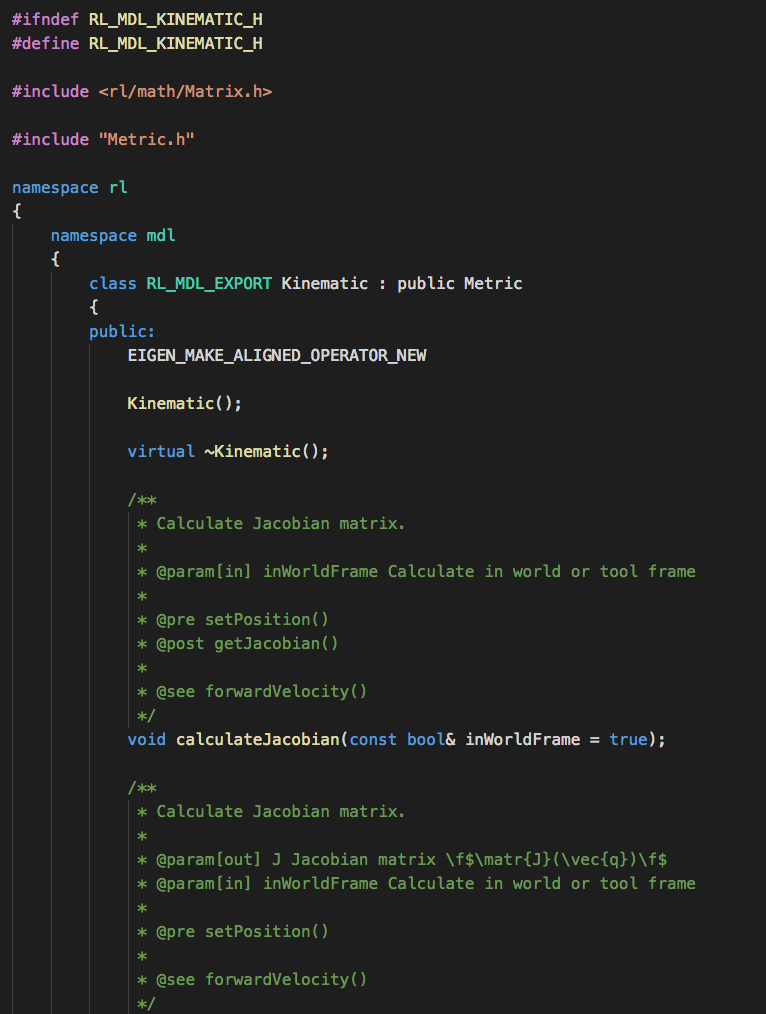 #ifndef RL_MDL_KINEMATIC_H
#define RL_MDL_KINEMATIC_H
#include <rl/math/Matrix.h>
#include "Metric.h"
namespace rl
{
namespace mdl
{
class RL_MDL_EXPORT Kinematic : public Metric
{
public:
EIGEN_MAKE_ALIGNED_OPERATOR_NEW
Kinematic();
virtual ~Kinematic();
/**
* Calculate Jacobian matrix.
*
* @param[in] inWorldFrame Calculate in world or tool frame
*
* @pre setPosition()
* @post getJacobian()
*
* @see forwardVelocity()
*/
void calculateJacobian(const bool& inWorldFrame = true);
/**
* Calculate Jacobian matrix.
*
* @param[out] J Jacobian matrix \f$\matr{J}(\vec{q})\f$
* @param[in] inWorldFrame Calculate in world or tool frame
*
* @pre setPosition()
*
* @see forwardVelocity()
*/